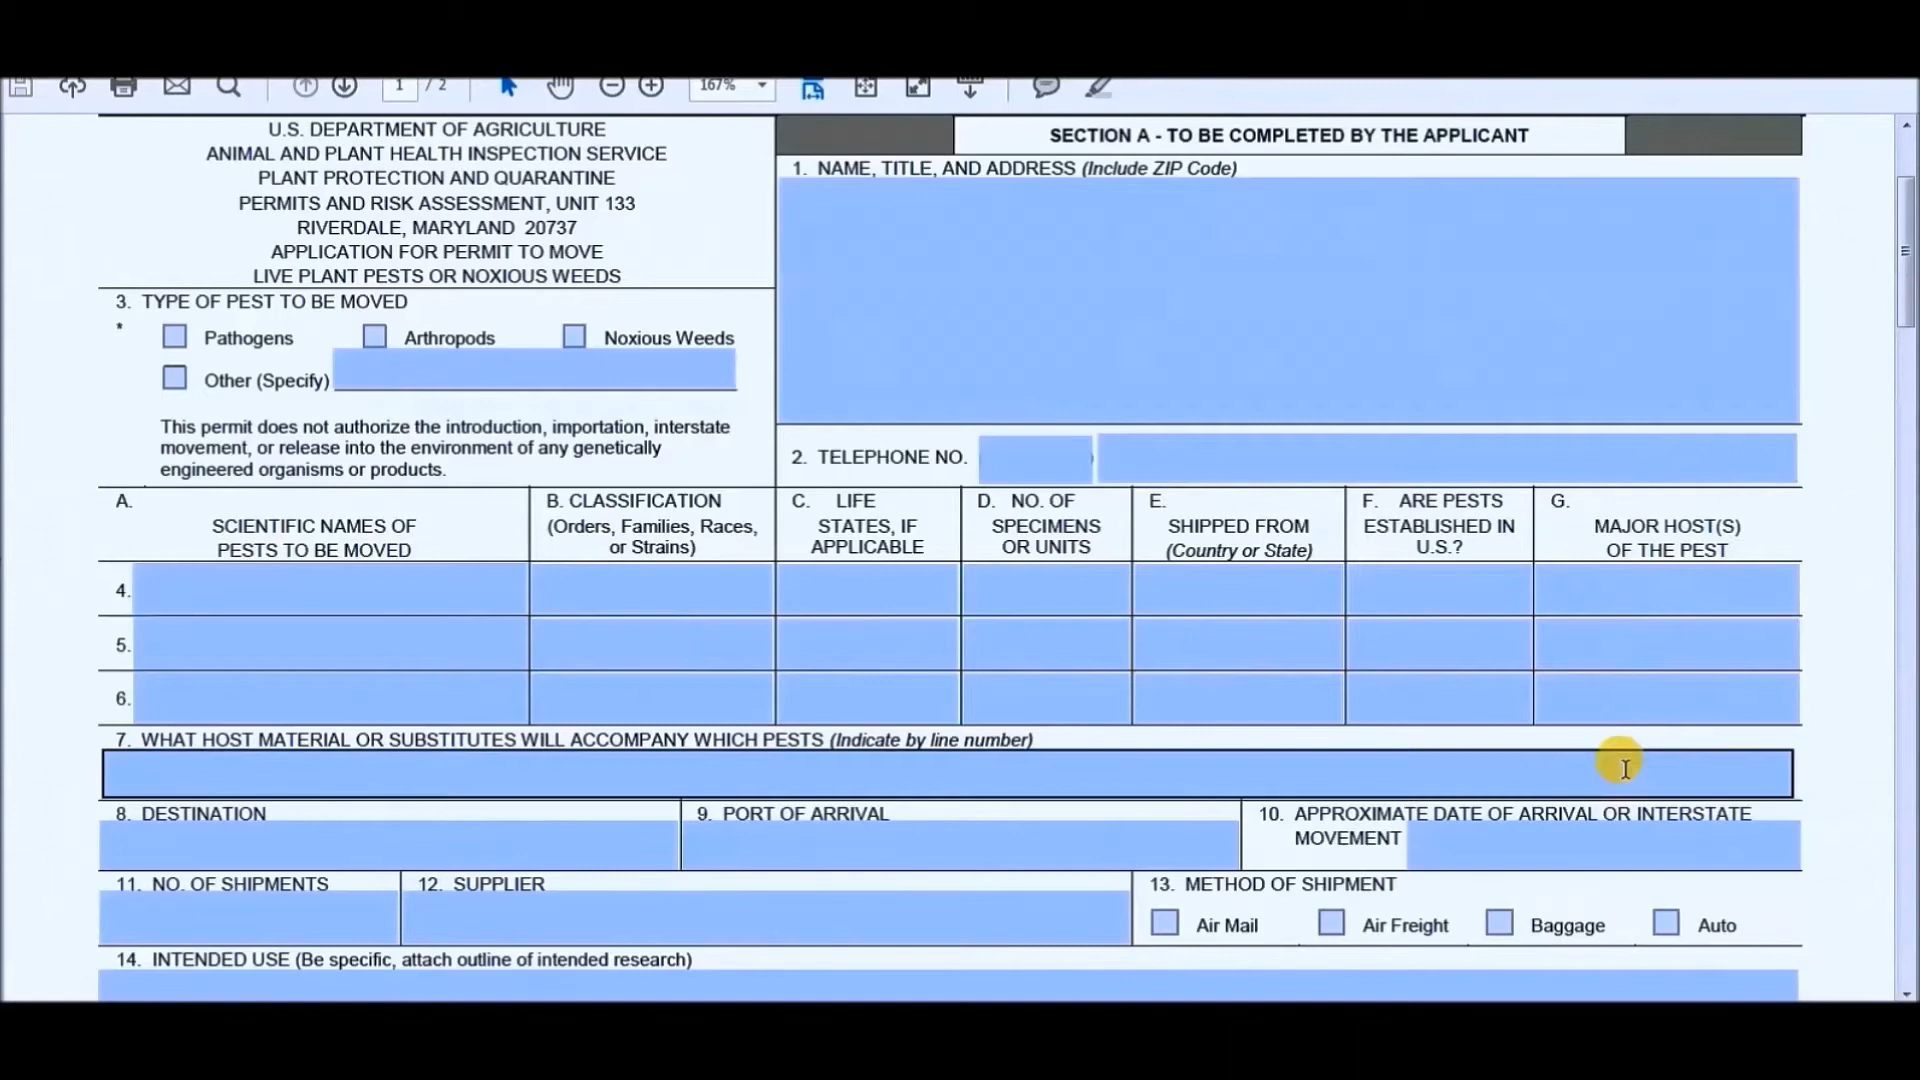 1 / 2
167%
U.S. DEPARTMENT OF AGRICULTURE
ANIMAL AND PLANT HEALTH INSPECTION SERVICE
PLANT PROTECTION AND QUARANTINE
PERMITS AND RISK ASSESSMENT, UNIT 133
RIVERDALE, MARYLAND 20737
APPLICATION FOR PERMIT TO MOVE
LIVE PLANT PESTS OR NOXIOUS WEEDS
SECTION A - TO BE COMPLETED BY THE APPLICANT
1. NAME, TITLE, AND ADDRESS (Include ZIP Code)
3. TYPE OF PEST TO BE MOVED
*
Pathogens
Arthropods
Noxious Weeds
Other (Specify)
This permit does not authorize the introduction, importation, interstate
movement, or release into the environment of any genetically
engineered organisms or products.
2. TELEPHONE NO.
)
A.
SCIENTIFIC NAMES OF
PESTS TO BE MOVED
B. CLASSIFICATION
(Orders, Families, Races,
or Strains)
C. LIFE
STATES, IF
APPLICABLE
D. NO. OF
SPECIMENS
OR UNITS
E.
SHIPPED FROM
(Country or State)
F. ARE PESTS
ESTABLISHED IN
U.S.?
G.
MAJOR HOST(S)
OF THE PEST
4.
5.
6.
7. WHAT HOST MATERIAL OR SUBSTITUTES WILL ACCOMPANY WHICH PESTS (Indicate by line number)
8. DESTINATION
9. PORT OF ARRIVAL
10. APPROXIMATE DATE OF ARRIVAL OR INTERSTATE
MOVEMENT
11. NO. OF SHIPMENTS
12. SUPPLIER
13. METHOD OF SHIPMENT
Air Mail
Air Freight
Baggage
Auto
14. INTENDED USE (Be specific, attach outline of intended research)